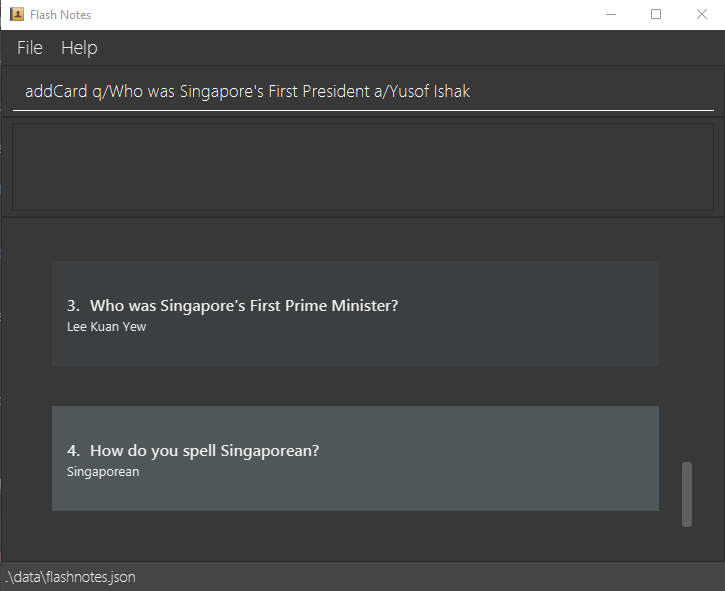 Flash Notes
File Help
addCard q/Who was Singapore's First President a/Yusof Ishak
3. Who was Singapore's First Prime Minister?
Lee Kuan Yew
4. How do you spell Singaporean?
Singaporean
.\data\flashnotes.json